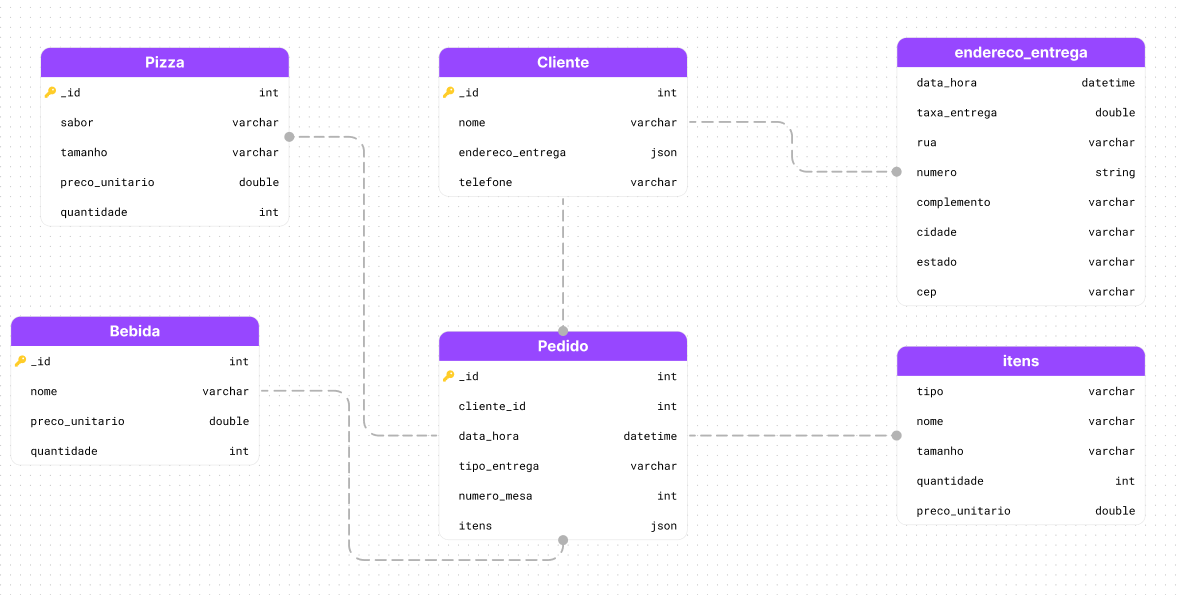 Pizza
_id int
sabor varchar
tamanho varchar
preco_unitario double
quantidade int
Cliente
_id int
nome varchar
endereco_entrega json
telefone varchar
endereco_entrega
data_hora datetime
taxa_entrega double
rua varchar
numero string
complemento varchar
cidade varchar
estado varchar
cep varchar
Bebida
_id int
nome varchar
preco_unitario double
quantidade int
Pedido
_id int
cliente_id int
data_hora datetime
tipo_entrega varchar
numero_mesa int
itens json
itens
tipo varchar
nome varchar
tamanho varchar
quantidade int
preco_unitario double